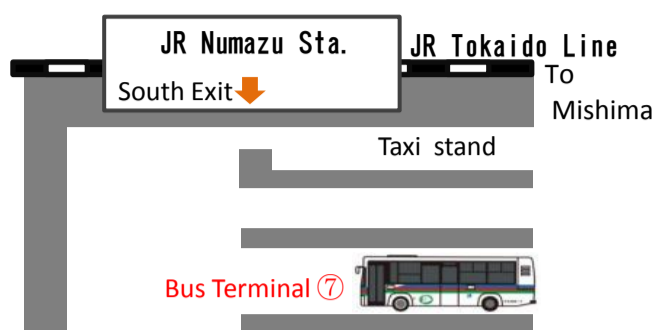 JR Numazu Sta.
JR Tokaido Line
South Exit
To
Mishima
Taxi stand
Bus Terminal ⑦